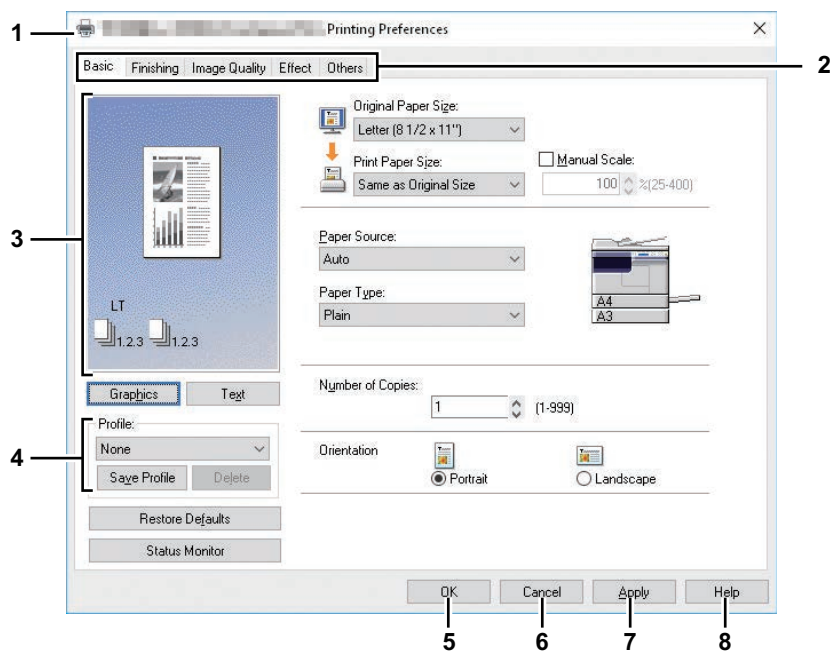 1
Printing Preferences
2
Basic Finishing Image Quality Effect Others
3
LT
1.2.3 1.2.3
Graphics Text
4
Profile:
None
Save Profile Delete
Restore Defaults
Status Monitor
Original Paper Size:
Letter (8 1/2 x 11")
Print Paper Size:
Same as Original Size
Manual Scale:
100 %(25-400)
Paper Source:
Auto
Paper Type:
Plain
A4
A3
Number of Copies:
1 (1-999)
Orientation
Portrait Landscape
OK Cancel Apply Help
5 6 7 8